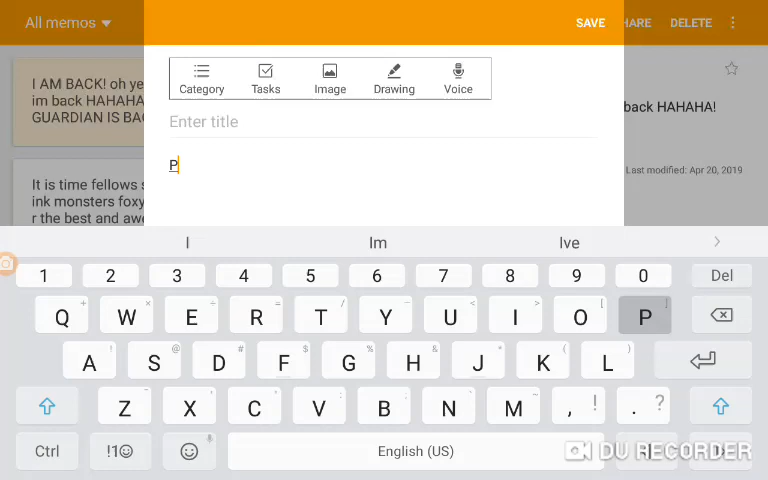 All memos
SAVE
HARE
DELETE
I AM BACK! oh ye
im back HAHAHA
GUARDIAN IS BAC
Category
Tasks
Image
Drawing
Voice
back HAHAHA!
Enter title
P
Last modified: Apr 20, 2019
It is time fellows s
ink monsters foxy
r the best and awe
I
Im
Ive
1 2 3 4 5 6 7 8 9 0 Del
Q W E R T Y U I O P
A S D F G H J K L
Z X C V B N M , ! . ?
Ctrl
!1☺
English (US)
DU RECORDER